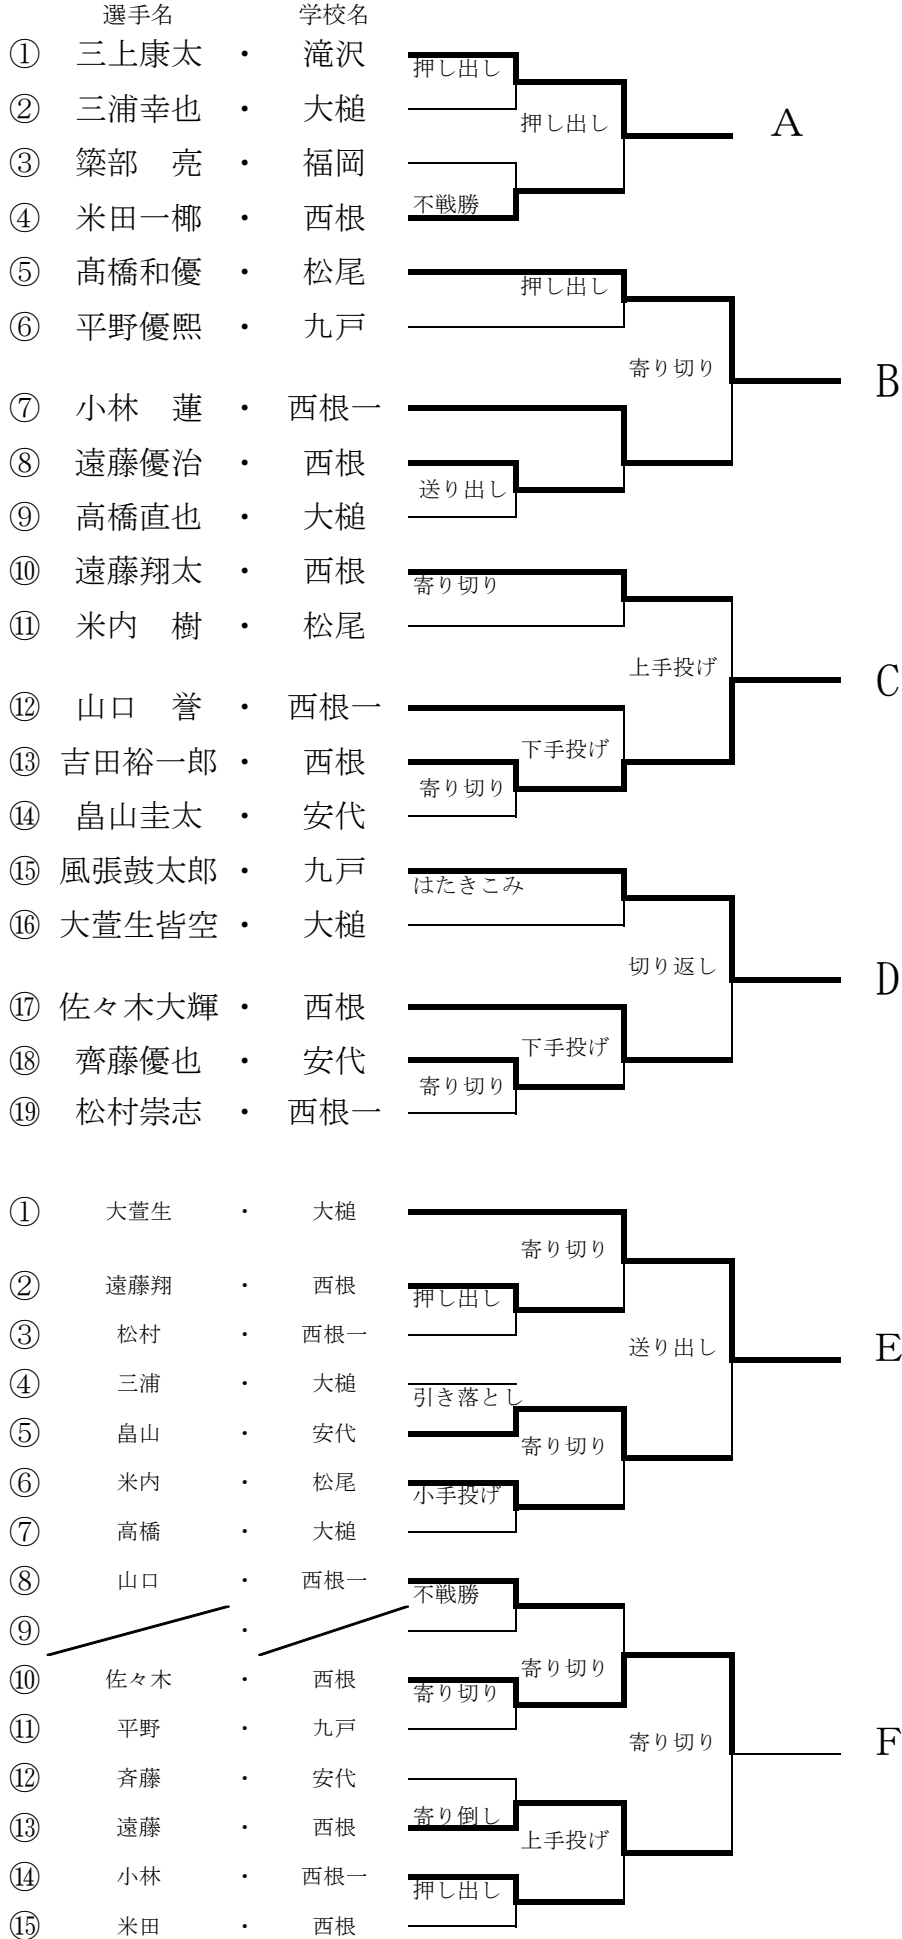 選手名 学校名
① 三上康太 ・ 滝沢
押し出し
② 三浦幸也 ・ 大槌
押し出し
A
③ 簗部 亮 ・ 福岡
不戦勝
④ 米田一椰 ・ 西根
⑤ 髙橋和優 ・ 松尾
押し出し
⑥ 平野優熙 ・ 九戸
寄り切り
B
⑦ 小林 蓮 ・ 西根一
⑧ 遠藤優治 ・ 西根
送り出し
⑨ 高橋直也 ・ 大槌
⑩ 遠藤翔太 ・ 西根
寄り切り
⑪ 米内 樹 ・ 松尾
上手投げ
C
⑫ 山口 誉 ・ 西根一
下手投げ
⑬ 吉田裕一郎 ・ 西根
寄り切り
⑭ 畠山圭太 ・ 安代
⑮ 風張鼓太郎 ・ 九戸
はたきこみ
⑯ 大萱生皆空 ・ 大槌
切り返し
D
⑰ 佐々木大輝 ・ 西根
下手投げ
⑱ 齊藤優也 ・ 安代
寄り切り
⑲ 松村崇志 ・ 西根一
① 大萱生 ・ 大槌
寄り切り
② 遠藤翔 ・ 西根
押し出し
③ 松村 ・ 西根一
送り出し
E
④ 三浦 ・ 大槌
引き落とし
⑤ 畠山 ・ 安代
寄り切り
⑥ 米内 ・ 松尾
小手投げ
⑦ 高橋 ・ 大槌
⑧ 山口 ・ 西根一
不戦勝
⑨ ・
寄り切り
⑩ 佐々木 ・ 西根
寄り切り
⑪ 平野 ・ 九戸
寄り切り
F
⑫ 斉藤 ・ 安代
寄り倒し
⑬ 遠藤 ・ 西根
上手投げ
⑭ 小林 ・ 西根一
押し出し
⑮ 米田 ・ 西根